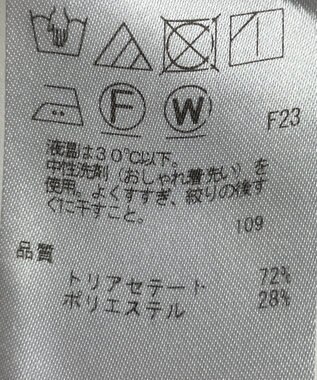 F W
F23
液温は30℃以下。
中性洗剤(おしゃれ着洗い)を
使用。よくすすぎ、絞りの後す
ぐに干すこと。
109
品質
トリアセテート 72%
ポリエステル 28%